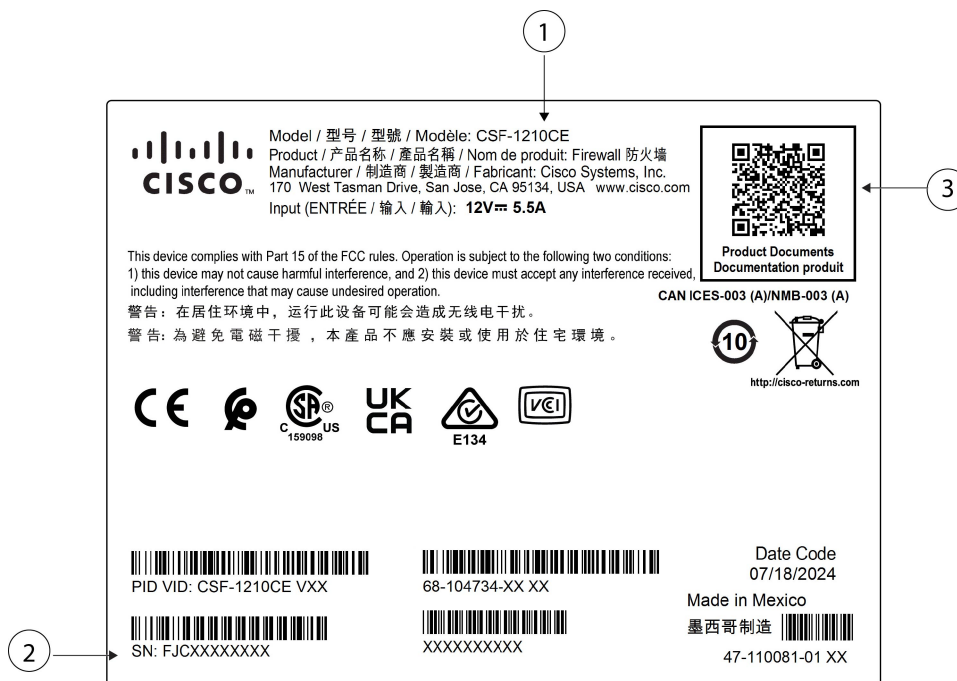 1
Model / 型号 / 型號 / Modèle: CSF-1210CE
Product / 产品名称 / 產品名稱 / Nom de produit: Firewall 防火墙
Manufacturer / 制造商 / 製造商 / Fabricant: Cisco Systems, Inc.
170 West Tasman Drive, San Jose, CA 95134, USA www.cisco.com
Input (ENTRÉE / 输入 / 輸入): 12V⎓ 5.5A
CISCO TM
3
Product Documents
Documentation produit
This device complies with Part 15 of the FCC rules. Operation is subject to the following two conditions:
1) this device may not cause harmful interference, and 2) this device must accept any interference received,
including interference that may cause undesired operation.
警告: 在居住环境中, 运行此设备可能会造成无线电干扰。
警告: 為避免電磁干擾 , 本產品不應安裝或使用於住宅環境。
CAN ICES-003 (A)/NMB-003 (A)
10
http://cisco-returns.com
CE
C SA ® US
159098
UK
CA
E134
VCI
PID VID: CSF-1210CE VXX
68-104734-XX XX
Date Code
07/18/2024
Made in Mexico
墨西哥制造
2
SN: FJCXXXXXXXX
XXXXXXXXXX
47-110081-01 XX